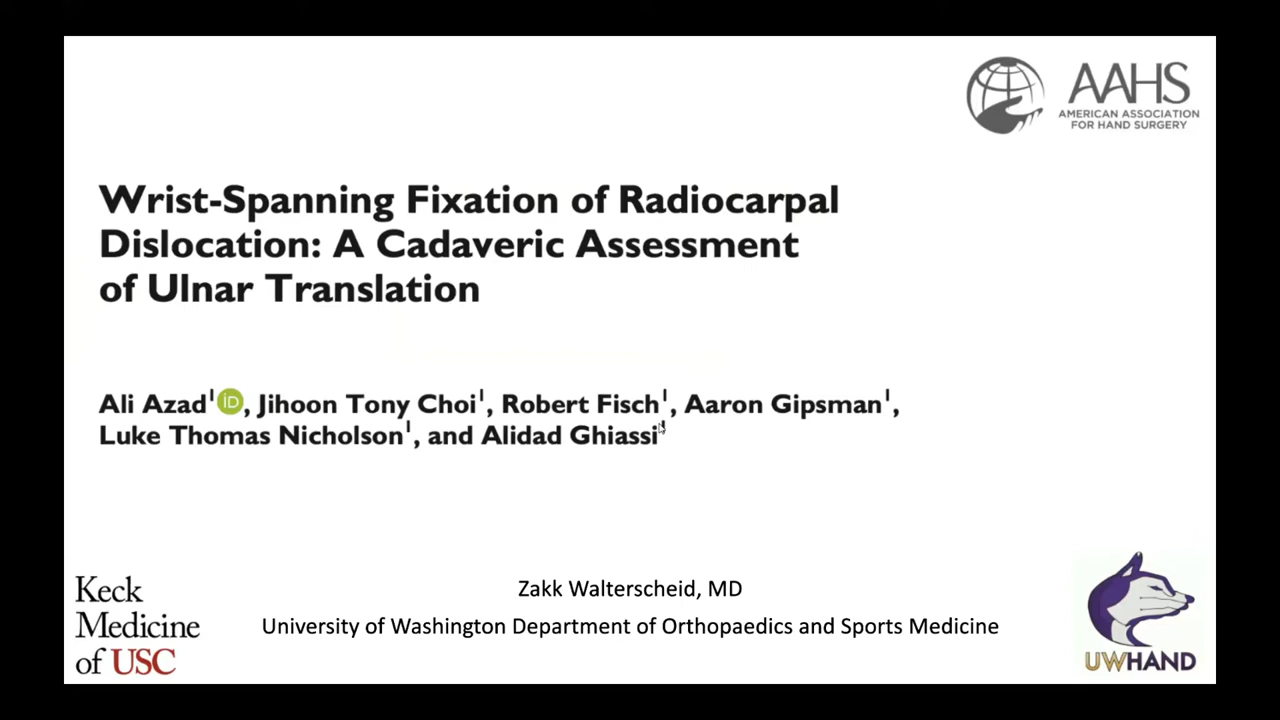 AAHS
AMERICAN ASSOCIATION
FOR HAND SURGERY
Wrist-Spanning Fixation of Radiocarpal
Dislocation: A Cadaveric Assessment
of Ulnar Translation
Ali Azad¹ iD, Jihoon Tony Choi¹, Robert Fisch¹, Aaron Gipsman¹,
Luke Thomas Nicholson¹, and Alidad Ghiassi¹
Keck
Medicine
of USC
Zakk Walterscheid, MD
University of Washington Department of Orthopaedics and Sports Medicine
UWHAND